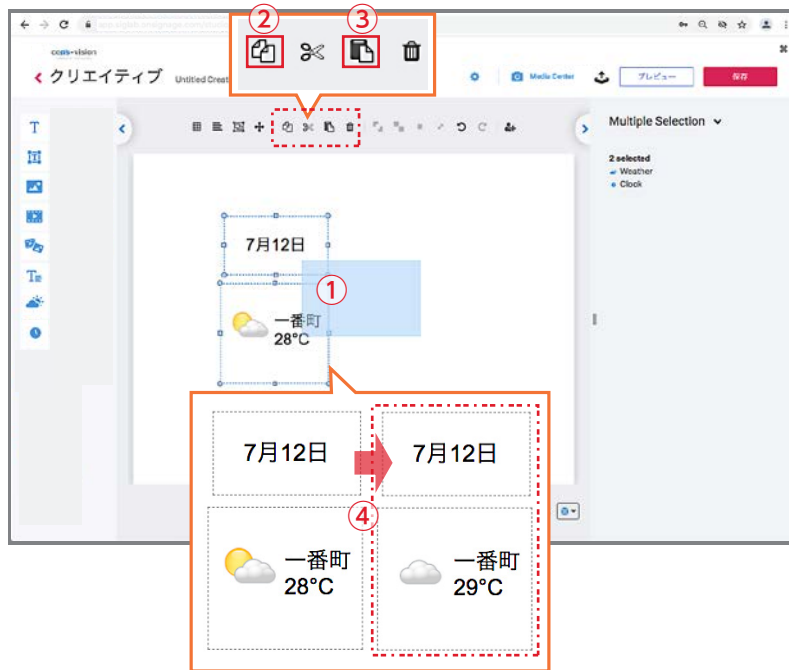 ② ③
cons-vision
クリエイティブ
Untitled Creat
Media Center
プレビュー
保存
Multiple Selection
2 selected
Weather
Clock
7月12日
①
一番町
28°C
7月12日
7月12日
④
一番町
28°C
一番町
29°C